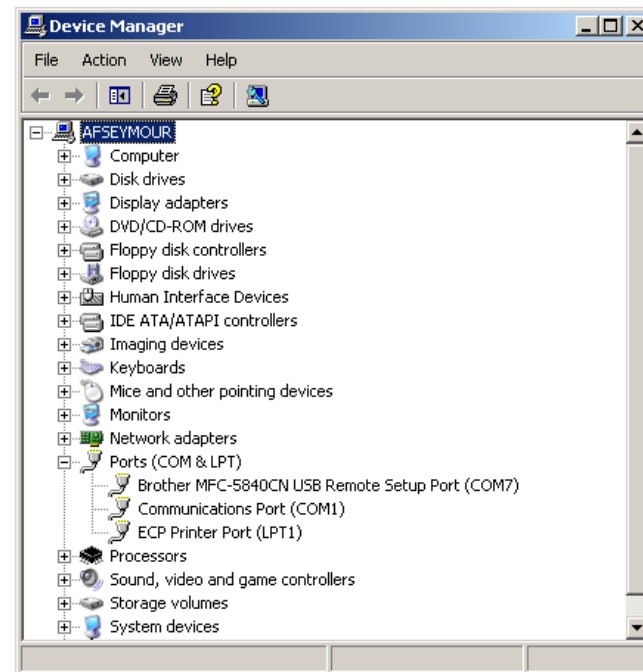 Device Manager
File Action View Help
AFSEYMOUR
Computer
Disk drives
Display adapters
DVD/CD-ROM drives
Floppy disk controllers
Floppy disk drives
Human Interface Devices
IDE ATA/ATAPI controllers
Imaging devices
Keyboards
Mice and other pointing devices
Monitors
Network adapters
Ports (COM & LPT)
Brother MFC-5840CN USB Remote Setup Port (COM7)
Communications Port (COM1)
ECP Printer Port (LPT1)
Processors
Sound, video and game controllers
Storage volumes
System devices